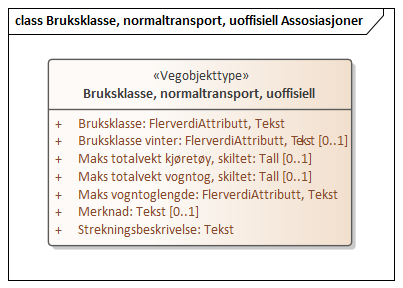 class Bruksklasse, normaltransport, uoffisiell Assosiasjoner
«Vegobjekttype»
Bruksklasse, normaltransport, uoffisiell
+ Bruksklasse: FlerverdiAttributt, Tekst
+ Bruksklasse vinter: FlerverdiAttributt, Tekst [0..1]
+ Maks totalvekt kjøretøy, skiltet: Tall [0..1]
+ Maks totalvekt vogntog, skiltet: Tall [0..1]
+ Maks vogntoglengde: FlerverdiAttributt, Tekst
+ Merknad: Tekst [0..1]
+ Strekningsbeskrivelse: Tekst